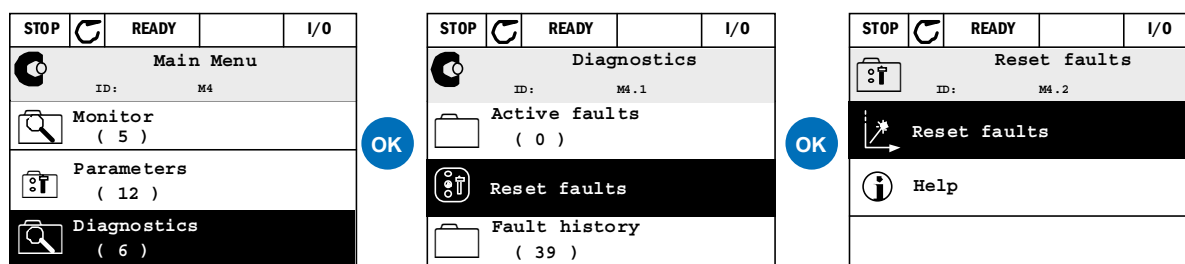 STOP READY I/O
Main Menu
ID: M4
Monitor
( 5 )
Parameters
( 12 )
Diagnostics
( 6 )
OK
STOP READY I/O
Diagnostics
ID: M4.1
Active faults
( 0 )
Reset faults
Fault history
( 39 )
OK
STOP READY I/O
Reset faults
ID: M4.2
Reset faults
Help